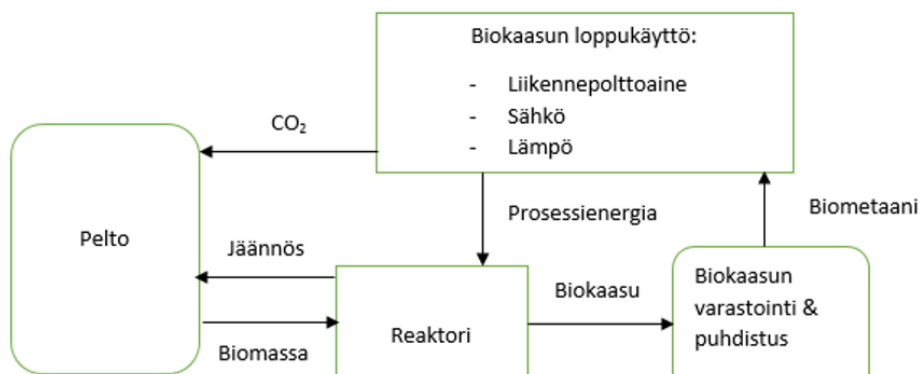 Biokaasun loppukäyttö:
- Liikennepolttoaine
- Sähkö
- Lämpö
CO₂
Prosessienergia
Biometaani
Pelto
Jäännös
Biokaasu
Biokaasun
varastointi &
puhdistus
Reaktori
Biomassa